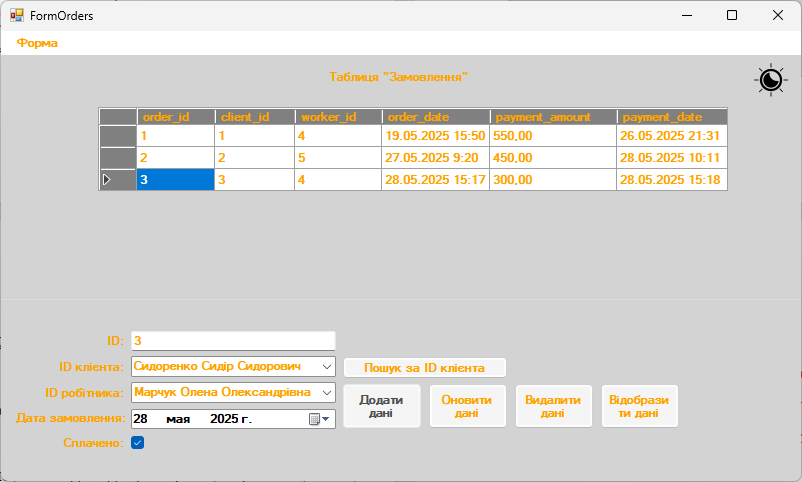 FormOrders
Форма
Таблиця "Замовлення"
order_id client_id worker_id order_date payment_amount payment_date
1 1 4 19.05.2025 15:50 550,00 26.05.2025 21:31
2 2 5 27.05.2025 9:20 450,00 28.05.2025 10:11
3 3 4 28.05.2025 15:17 300,00 28.05.2025 15:18
ID: 3
ID клієнта: Сидоренко Сидір Сидорович Пошук за ID клієнта
ID робітника: Марчук Олена Олександрівна
Додати
дані
Оновити
дані
Видалити
дані
Відобрази
ти дані
Дата замовлення: 28 мая 2025 г.
Сплачено: